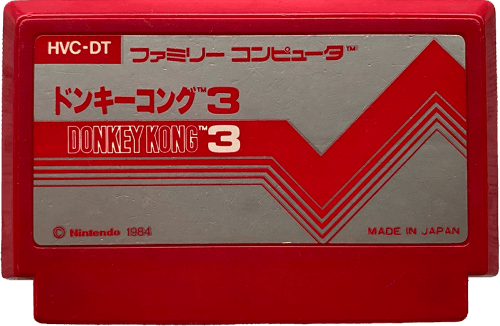 HVC-DT
ファミリーコンピュータ™
ドンキーコング™3
DONKEY KONG™3
© Nintendo 1984
MADE IN JAPAN